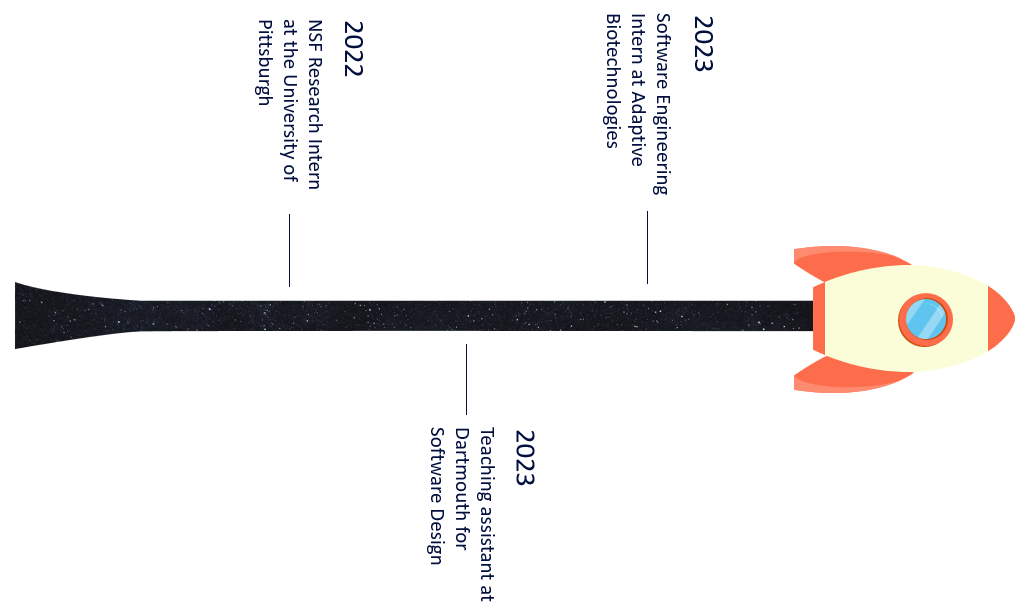 2023
Software Engineering
Intern at Adaptive
Biotechnologies
2023
Teaching assistant at
Dartmouth for
Software Design
2022
NSF Research Intern
at the University of
Pittsburgh